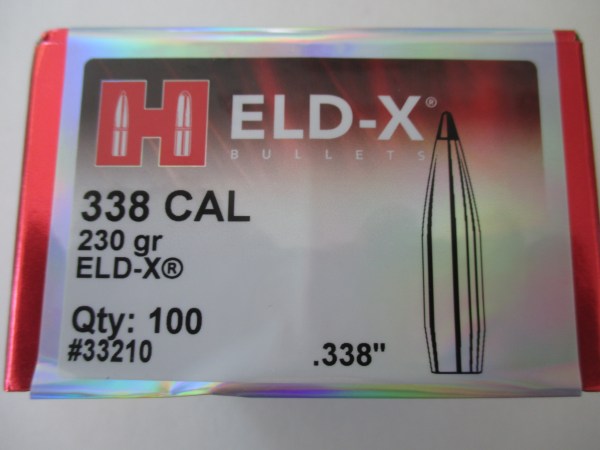 H ELD-X®
BULLETS
338 CAL
230 gr
ELD-X®
Qty: 100
#33210
.338"